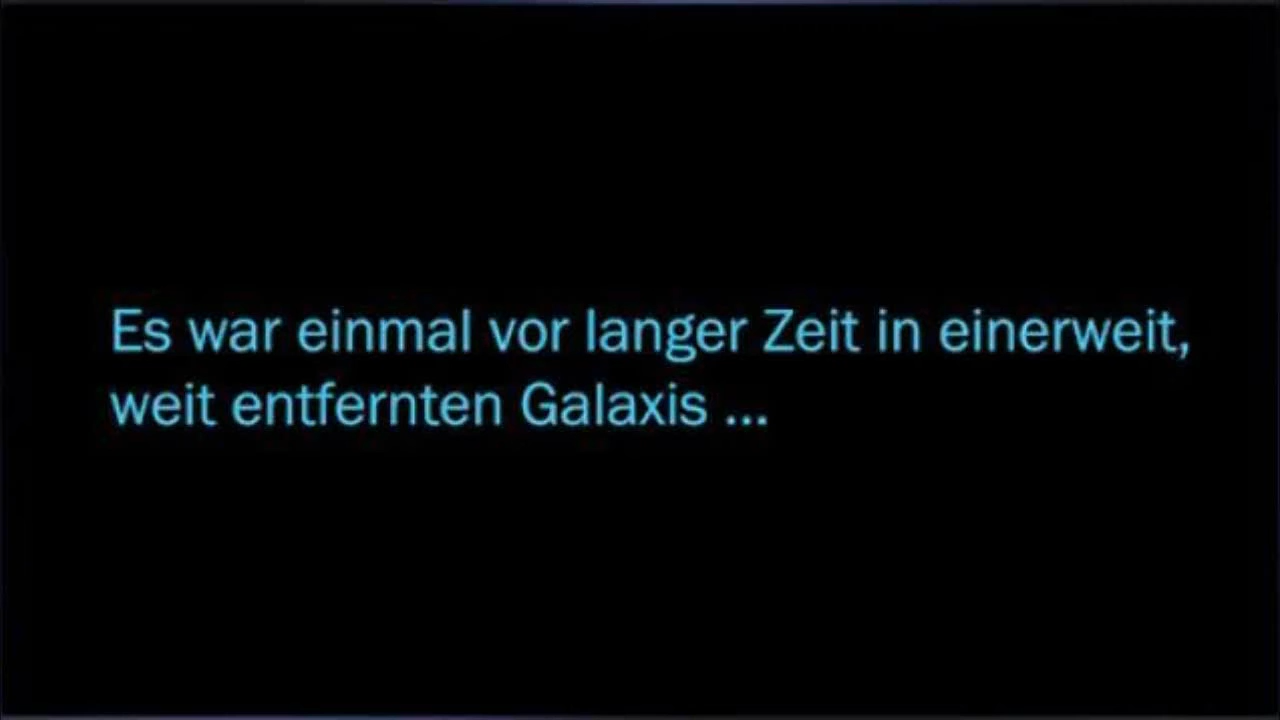 Es war einmal vor langer Zeit in einerweit,
weit entfernten Galaxis ...